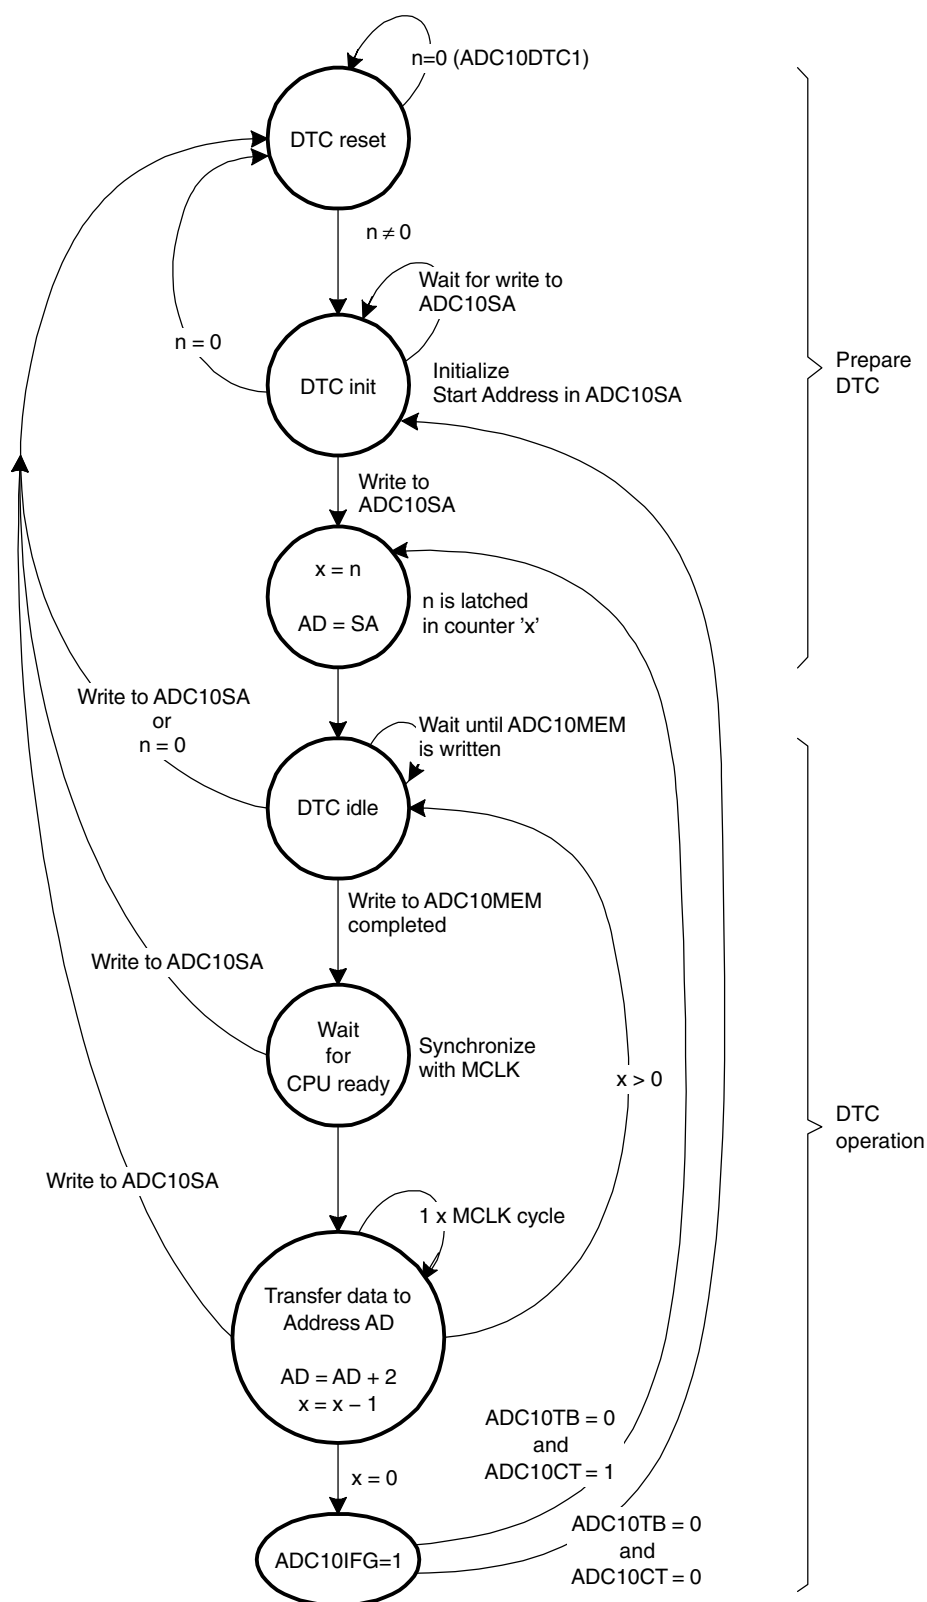 n=0 (ADC10DTC1)
DTC reset
n ≠ 0
Wait for write to
ADC10SA
n = 0
DTC init
Initialize
Start Address in ADC10SA
Prepare
DTC
Write to
ADC10SA
x = n
AD = SA
n is latched
in counter ’x’
Write to ADC10SA
or
n = 0
Wait until ADC10MEM
is written
DTC idle
Write to ADC10MEM
completed
Write to ADC10SA
Wait
for
CPU ready
Synchronize
with MCLK
x > 0
DTC
operation
Write to ADC10SA
1 x MCLK cycle
Transfer data to
Address AD
AD = AD + 2
x = x − 1
ADC10TB = 0
and
ADC10CT = 1
x = 0
ADC10IFG=1
ADC10TB = 0
and
ADC10CT = 0